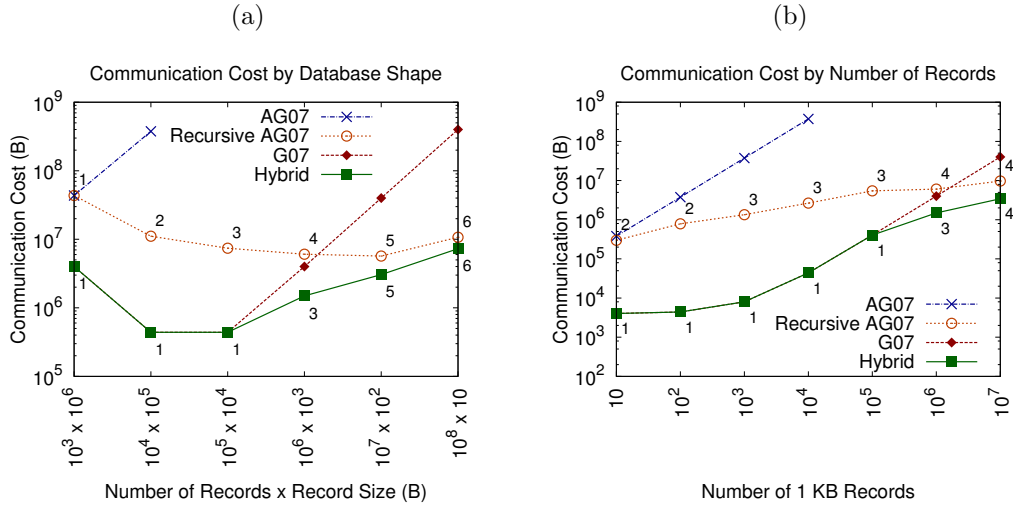 (a)
Communication Cost by Database Shape
Communication Cost (B)
10^9
10^8
10^7
10^6
10^5
AG07
Recursive AG07
G07
Hybrid
1
2
3
4
5
6
1
1
1
3
5
6
10^3 x 10^6
10^4 x 10^5
10^5 x 10^4
10^6 x 10^3
10^7 x 10^2
10^8 x 10
Number of Records x Record Size (B)
(b)
Communication Cost by Number of Records
Communication Cost (B)
10^9
10^8
10^7
10^6
10^5
10^4
10^3
10^2
2
2
3
3
3
4
4
1
1
1
1
1
3
4
AG07
Recursive AG07
G07
Hybrid
10
10^2
10^3
10^4
10^5
10^6
10^7
Number of 1 KB Records